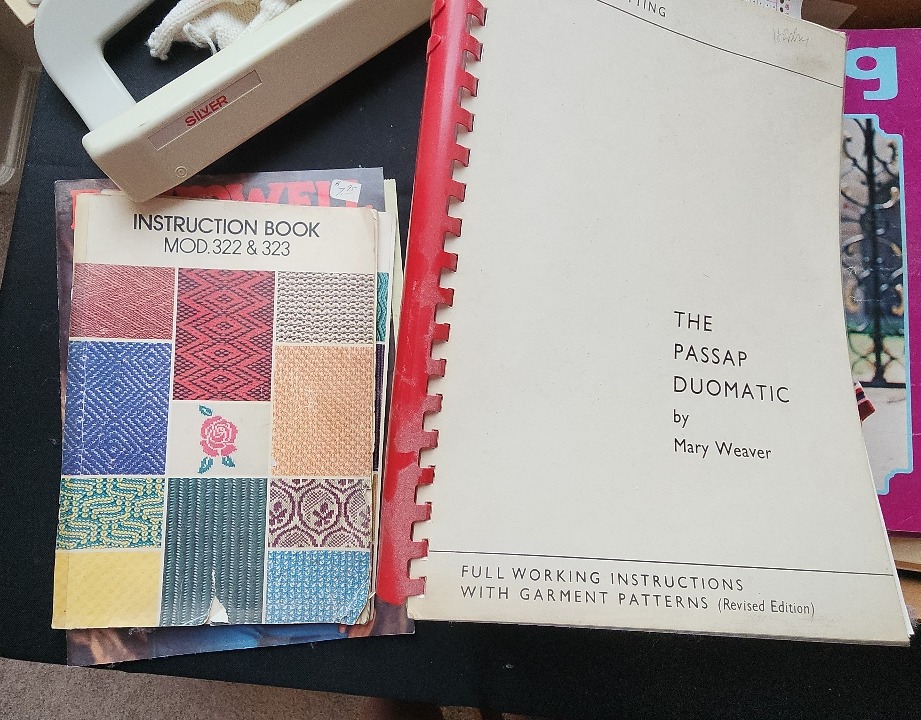 SILVER
INSTRUCTION BOOK
MOD. 322 & 323
THE
PASSAP
DUOMATIC
by
Mary Weaver
FULL WORKING INSTRUCTIONS
WITH GARMENT PATTERNS (Revised Edition)
g